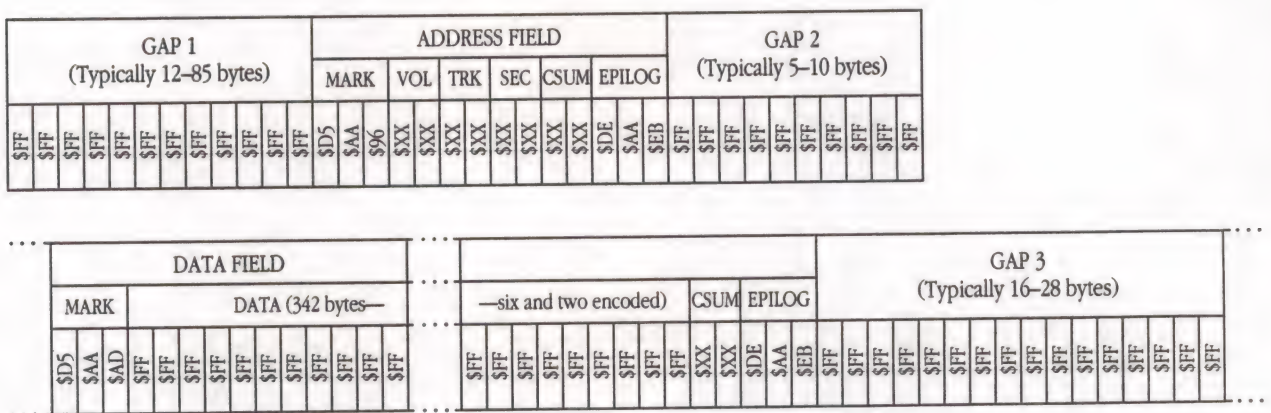 GAP 1
(Typically 12–85 bytes)
ADDRESS FIELD
GAP 2
(Typically 5–10 bytes)
MARK VOL TRK SEC CSUM EPILOG
$FF $FF $FF $FF $FF $FF $FF $FF $FF $FF $FF $FF $D5 $AA $96 $XX $XX $XX $XX $XX $XX $XX $XX $DE $AA $EB $FF $FF $FF $FF $FF $FF $FF $FF $FF $FF
DATA FIELD
GAP 3
(Typically 16–28 bytes)
MARK DATA (342 bytes— —six and two encoded) CSUM EPILOG
$D5 $AA $AD $FF $FF $FF $FF $FF $FF $FF $FF $FF $FF $FF $FF $FF $FF $FF $FF $FF $FF $FF $FF $XX $XX $DE $AA $EB $FF $FF $FF $FF $FF $FF $FF $FF $FF $FF $FF $FF $FF $FF $FF $FF